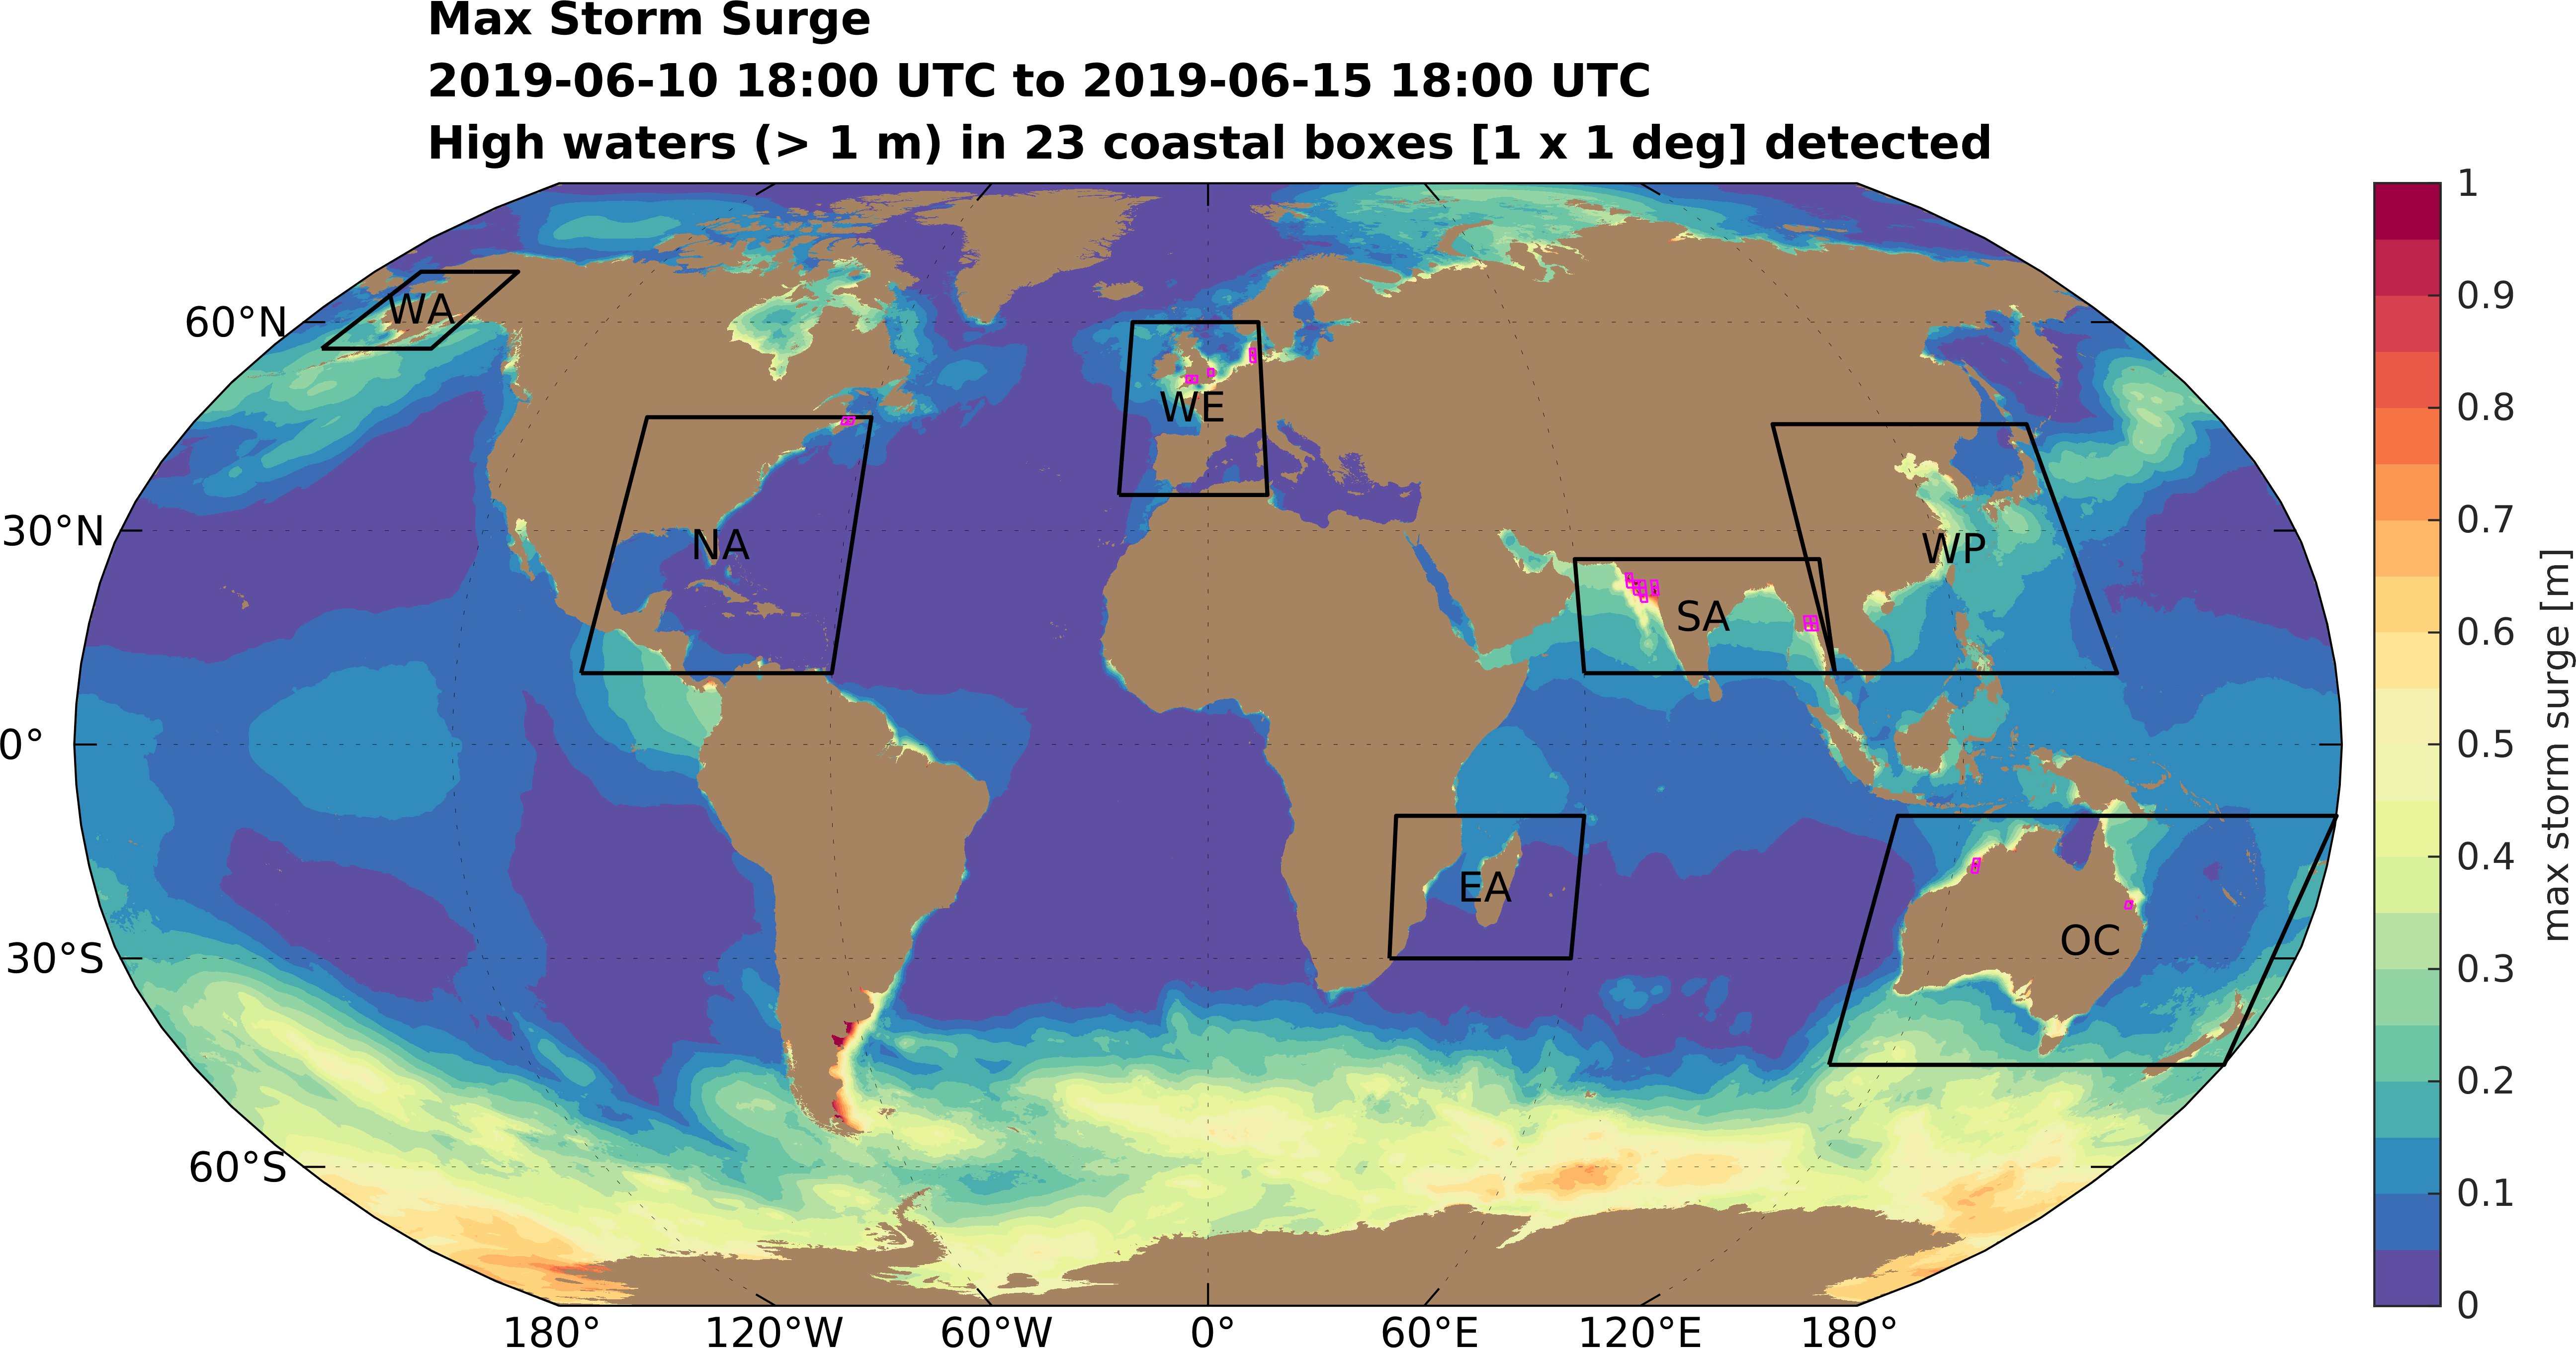 Max Storm Surge
2019-06-10 18:00 UTC to 2019-06-15 18:00 UTC
High waters (> 1 m) in 23 coastal boxes [1 x 1 deg] detected
60°N
30°N
0°
30°S
60°S
WA
NA
WE
SA
WP
EA
OC
180°
120°W
60°W
0°
60°E
120°E
180°
1
0.9
0.8
0.7
0.6
0.5
0.4
0.3
0.2
0.1
0
max storm surge [m]